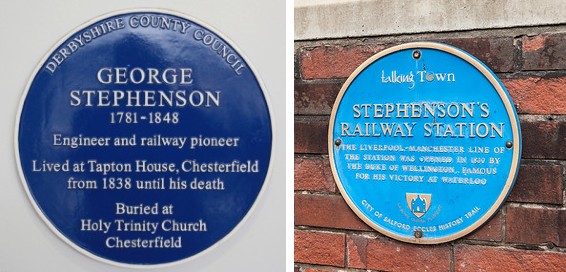 DERBYSHIRE COUNTY COUNCIL
GEORGE
STEPHENSON
1781-1848
Engineer and railway pioneer
Lived at Tapton House, Chesterfield
from 1838 until his death
Buried at
Holy Trinity Church
Chesterfield
talking Town
STEPHENSON'S
RAILWAY STATION
THE LIVERPOOL-MANCHESTER LINE OF
THE STATION WAS OPENED IN 1830 BY
THE DUKE OF WELLINGTON, FAMOUS
FOR HIS VICTORY AT WATERLOO
CITY OF SALFORD ECCLES HISTORY TRAIL